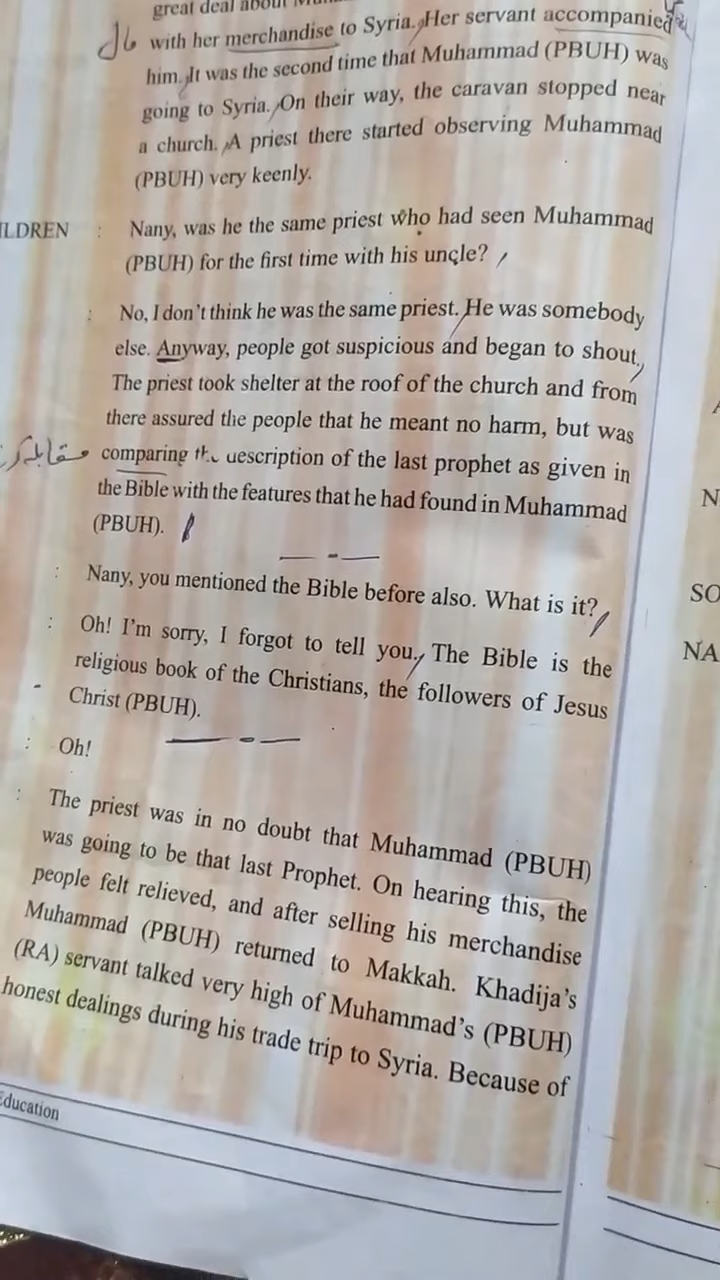 great deal about
مال with her merchandise to Syria. Her servant accompanied
him. It was the second time that Muhammad (PBUH) was
going to Syria. On their way, the caravan stopped near
a church. A priest there started observing Muhammad
(PBUH) very keenly.
ILDREN : Nany, was he the same priest who had seen Muhammad
(PBUH) for the first time with his uncle?
: No, I don't think he was the same priest. He was somebody
else. Anyway, people got suspicious and began to shout.
The priest took shelter at the roof of the church and from
there assured the people that he meant no harm, but was
comparing the description of the last prophet as given in
the Bible with the features that he had found in Muhammad
(PBUH).
: Nany, you mentioned the Bible before also. What is it?
: Oh! I'm sorry, I forgot to tell you. The Bible is the
religious book of the Christians, the followers of Jesus
Christ (PBUH).
: Oh!
: The priest was in no doubt that Muhammad (PBUH)
was going to be that last Prophet. On hearing this, the
people felt relieved, and after selling his merchandise
Muhammad (PBUH) returned to Makkah. Khadija's
(RA) servant talked very high of Muhammad's (PBUH)
honest dealings during his trade trip to Syria. Because of
Education
N
SO
NA